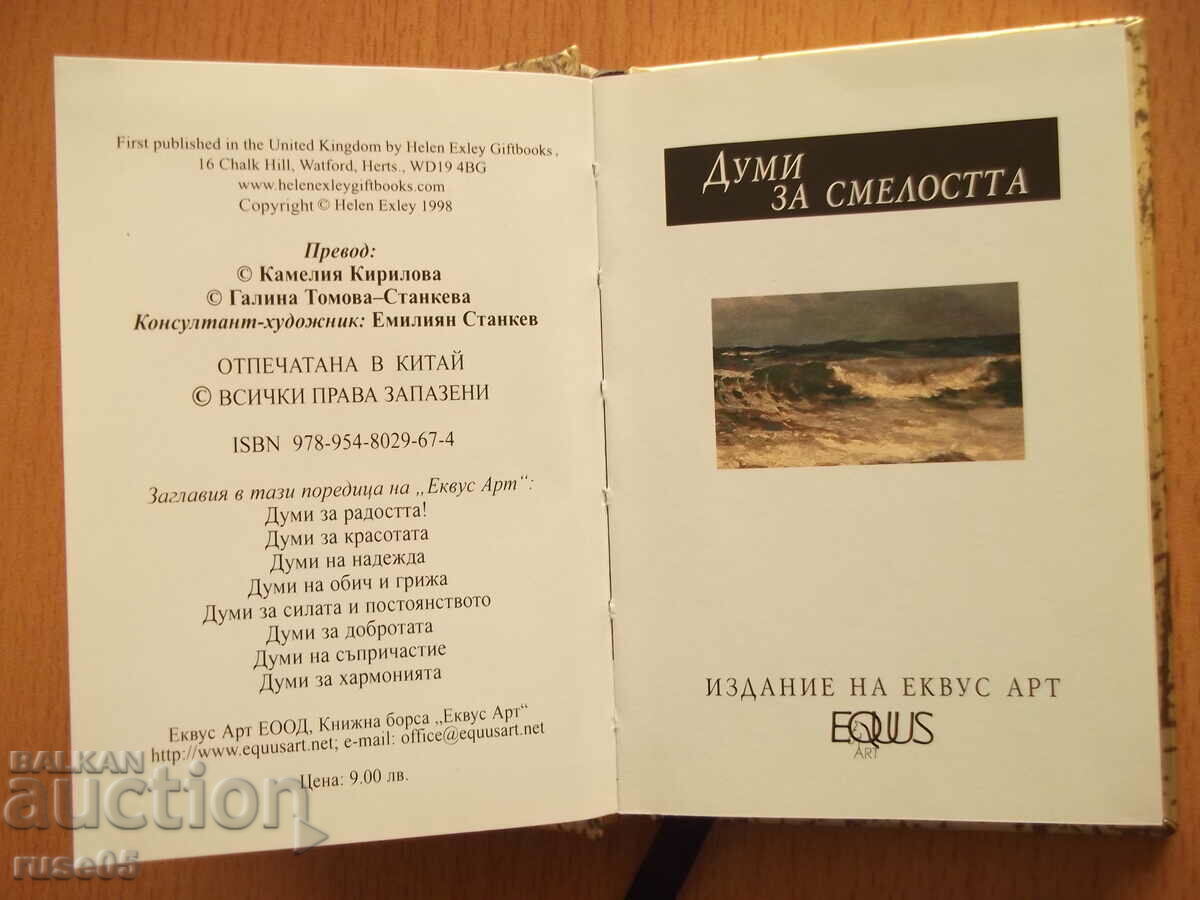 First published in the United Kingdom by Helen Exley Giftbooks,
16 Chalk Hill, Watford, Herts., WD19 4BG
www.helenexleygiftbooks.com
Copyright © Helen Exley 1998
Превод:
© Камелия Кирилова
© Галина Томова–Станкева
Консултант-художник: Емилиян Станкев
ОТПЕЧАТАНА В КИТАЙ
© ВСИЧКИ ПРАВА ЗАПАЗЕНИ
ISBN 978-954-8029-67-4
Заглавия в тази поредица на „Еквус Арт“:
Думи за радостта!
Думи за красотата
Думи на надежда
Думи на обич и грижа
Думи за силата и постоянството
Думи за добротата
Думи на съпричастие
Думи за хармонията
Еквус Арт ЕООД, Книжна борса „Еквус Арт“
http://www.equusart.net; e-mail: office@equusart.net
Цена: 9.00 лв.
ДУМИ
ЗА СМЕЛОСТТА
ИЗДАНИЕ НА ЕКВУС АРТ
EQUUS
ART
BALKAN
auction
ruse05